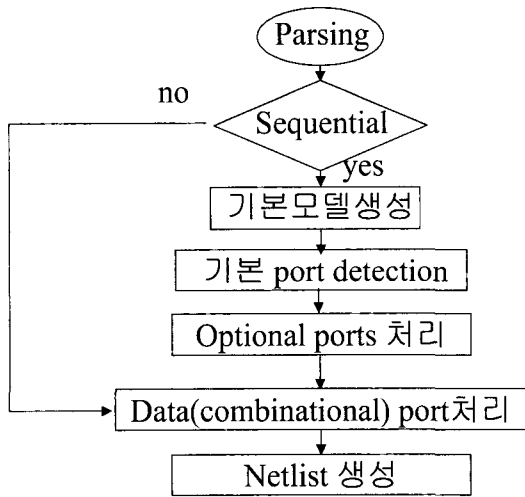 Parsing
no
Sequential
yes
기본모델생성
기본 port detection
Optional ports 처리
Data(combinational) port처리
Netlist 생성